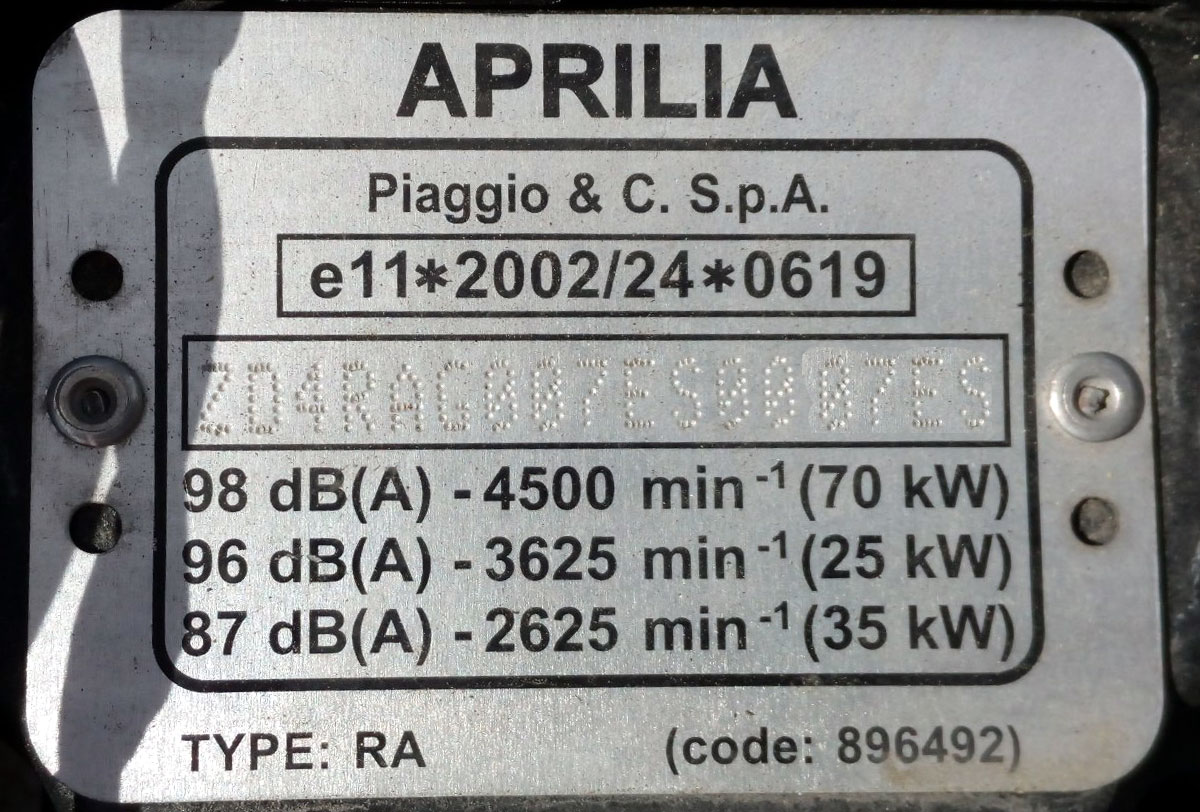 APRILIA
Piaggio & C. S.p.A.
e11*2002/24*0619
ZD4RAG007ES0007ES
98 dB(A) - 4500 min⁻¹ (70 kW)
96 dB(A) - 3625 min⁻¹ (25 kW)
87 dB(A) - 2625 min⁻¹ (35 kW)
TYPE: RA (code: 896492)